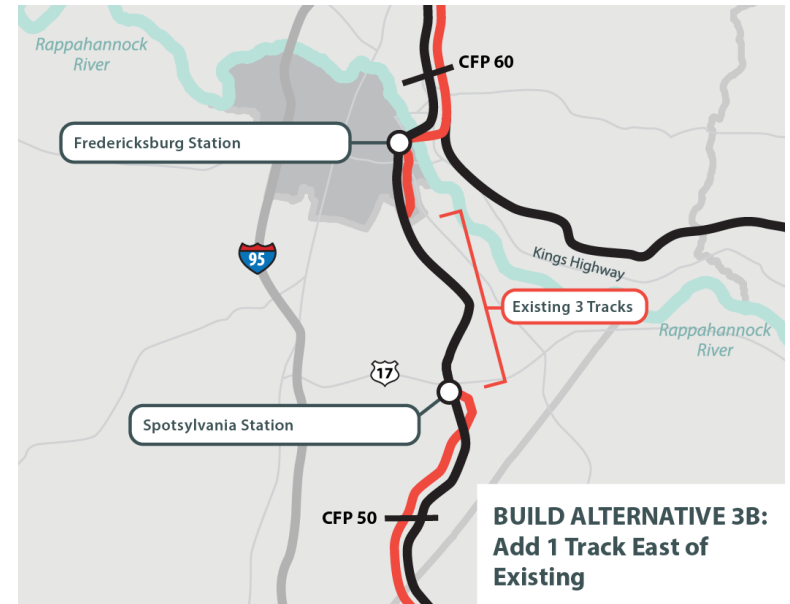 Rappahannock
River
CFP 60
Fredericksburg Station
95
Kings Highway
Existing 3 Tracks
Rappahannock
River
17
Spotsylvania Station
CFP 50
BUILD ALTERNATIVE 3B:
Add 1 Track East of
Existing